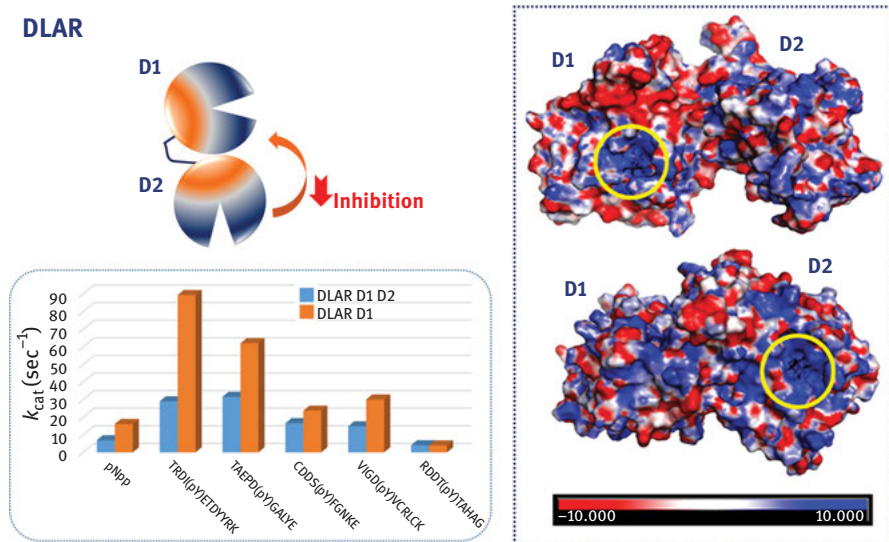 DLAR
D1
D2
Inhibition
DLAR D1 D2
DLAR D1
k_cat (sec⁻¹)
90
80
70
60
50
40
30
20
10
0
pNpp
TRDI(pY)ETDYYRK
TAEPD(pY)GALYE
CDDS(pY)FGNKE
VIGD(pY)VCRLCK
RDDT(pY)TAHAG
D1
D2
D1
D2
−10.000
10.000